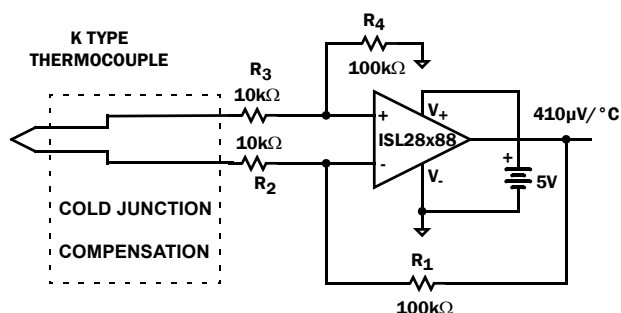 K TYPE
THERMOCOUPLE
R4
100kΩ
R3
10kΩ
10kΩ
R2
+
-
ISL28x88
V+
V-
410µV/°C
+
5V
COLD JUNCTION
COMPENSATION
R1
100kΩ